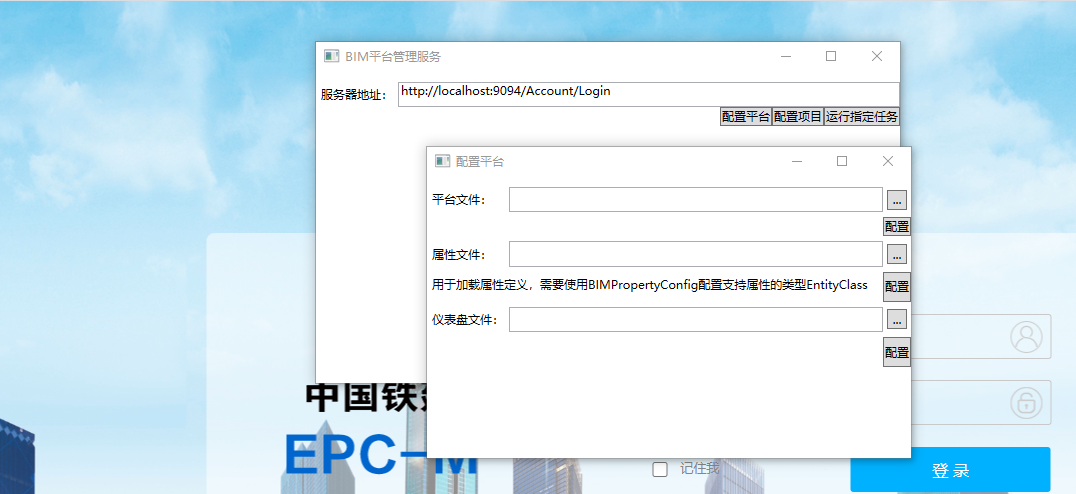 BIM平台管理服务
服务器地址：
http://localhost:9094/Account/Login
配置平台 配置项目 运行指定任务
配置平台
平台文件：
...
配置
属性文件：
...
用于加载属性定义，需要使用BIMPropertyConfig配置支持属性的类型EntityClass
配置
仪表盘文件：
...
配置
中国铁
EPC-M
记住我
登录